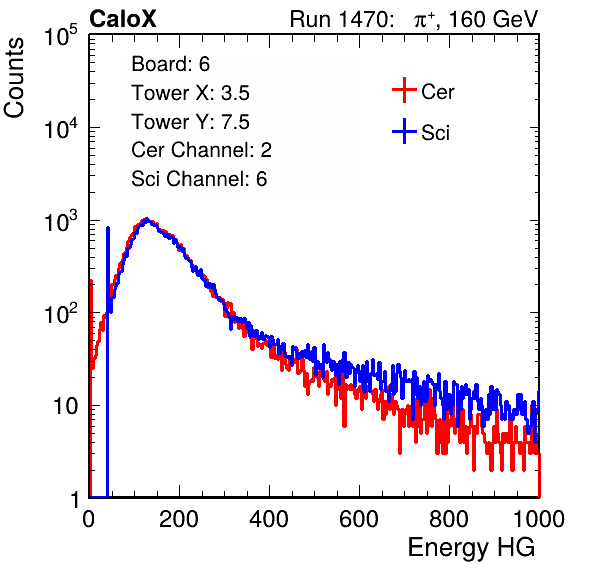 CaloX Run 1470: π⁺, 160 GeV
Counts
10⁵
10⁴
10³
10²
10
1
Board: 6
Tower X: 3.5
Tower Y: 7.5
Cer Channel: 2
Sci Channel: 6
Cer
Sci
0 200 400 600 800 1000
Energy HG